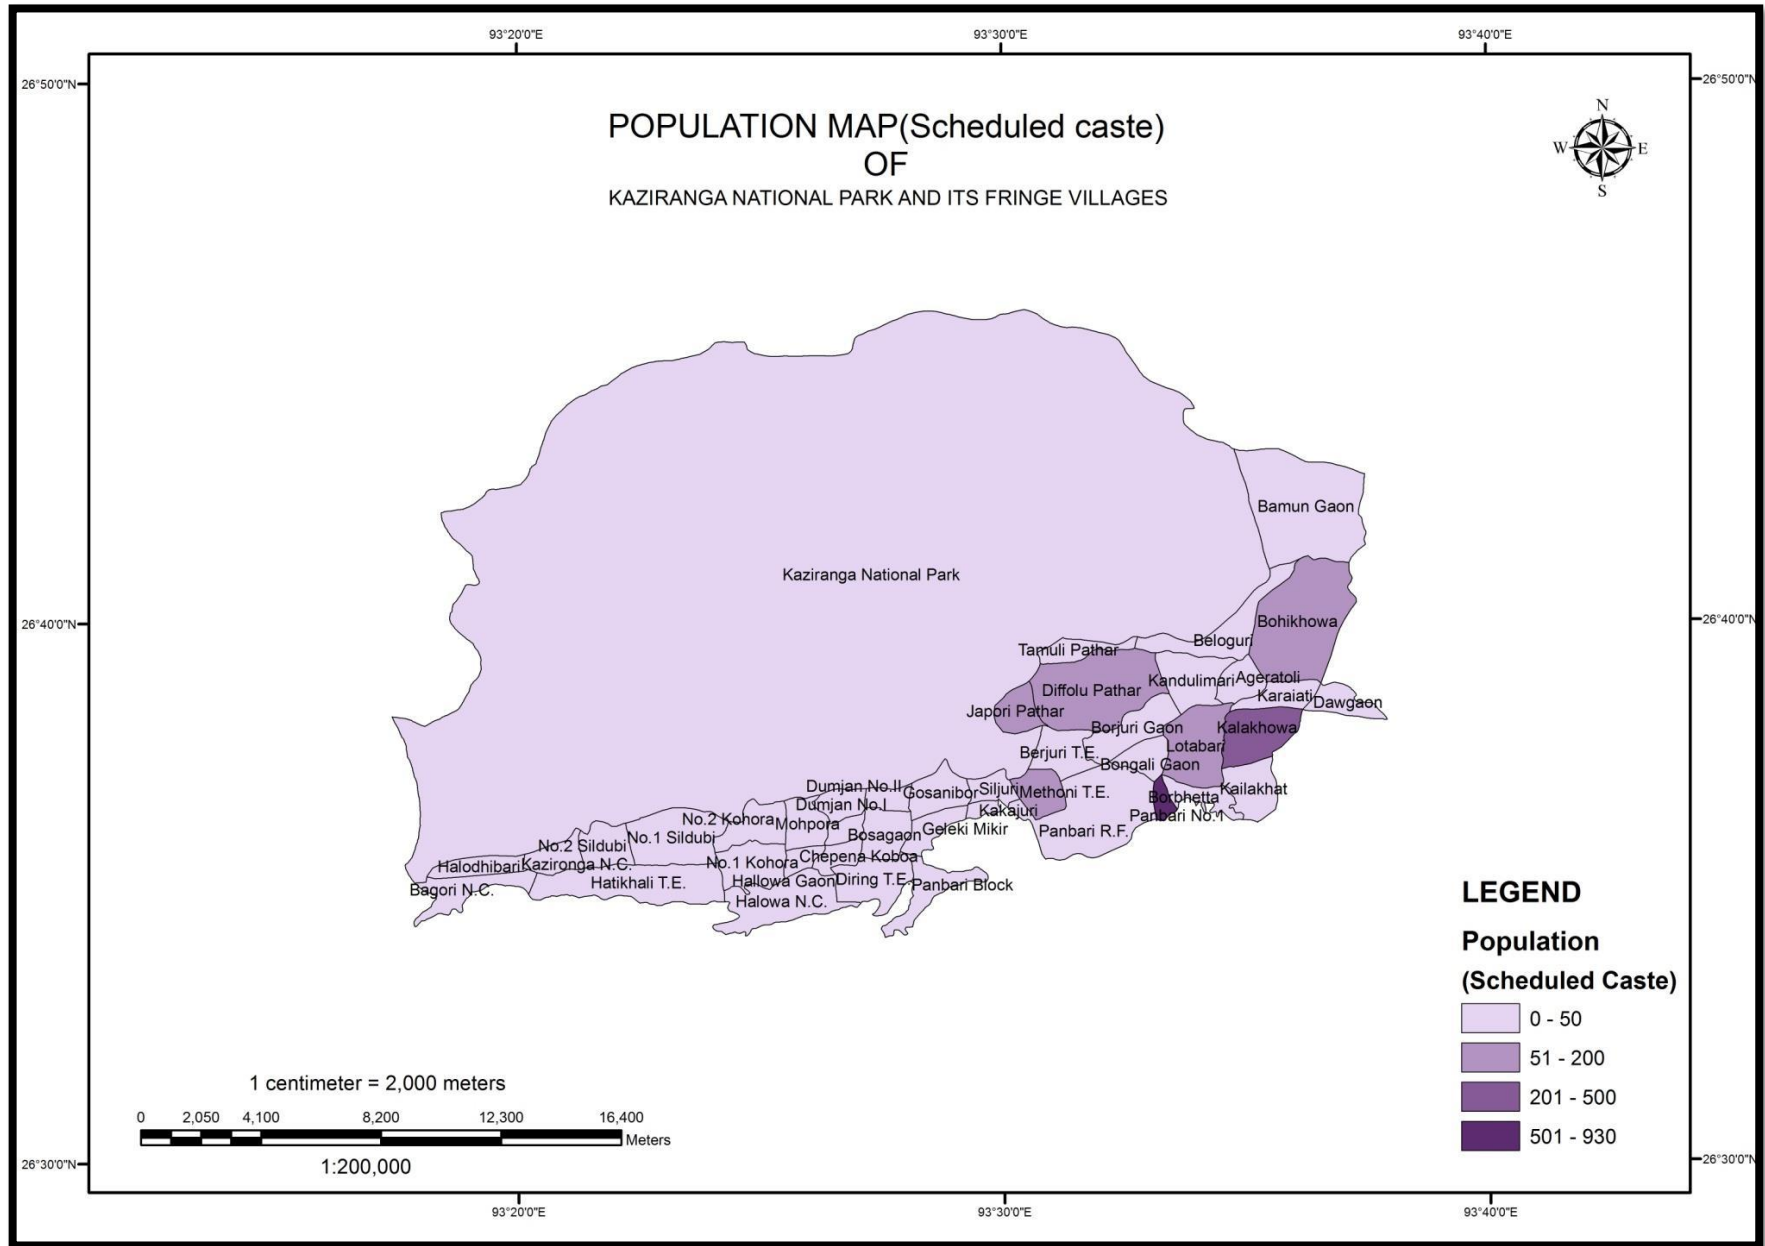 93°20'0"E
93°30'0"E
93°40'0"E
26°50'0"N
26°50'0"N
POPULATION MAP(Scheduled caste)
OF
KAZIRANGA NATIONAL PARK AND ITS FRINGE VILLAGES
N
W
E
S
Bamun Gaon
Kaziranga National Park
26°40'0"N
26°40'0"N
Bohikhowa
Beloguri
Tamuli Pathar
Kandulimari
Ageratoli
Diffolu Pathar
Karaiati
Dawgaon
Japori Pathar
Borjuri Gaon
Kalakhowa
Lotabari
Berjuri T.E.
Bongali Gaon
Dumjan No.II
Gosanibor
Siljuri
Methoni T.E.
Borbhetta
Kailakhat
Dumjan No.I
Kakajuri
Panbari No.1
No.2 Kohora
Mohpora
Geleki Mikir
Panbari R.F.
No.1 Sildubi
Bosagaon
No.2 Sildubi
Chepena Koboa
Halodhibari
Kazironga N.C.
No.1 Kohora
Hatikhali T.E.
Hallowa Gaon
Diring T.E.
Panbari Block
Bagori N.C.
Halowa N.C.
LEGEND
Population
(Scheduled Caste)
0 - 50
51 - 200
201 - 500
501 - 930
1 centimeter = 2,000 meters
0 2,050 4,100 8,200 12,300 16,400
Meters
1:200,000
26°30'0"N
26°30'0"N
93°20'0"E
93°30'0"E
93°40'0"E